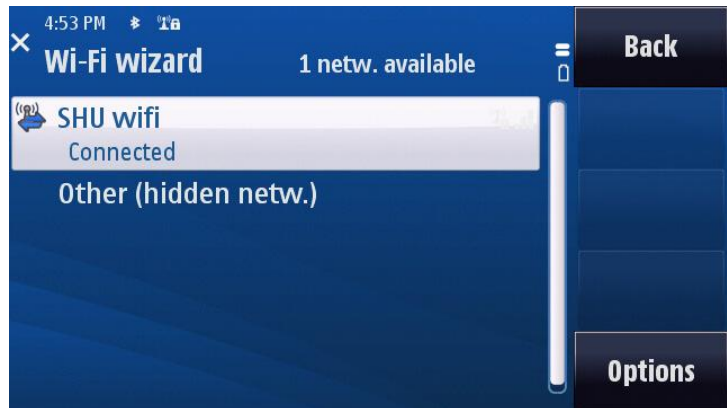 4:53 PM
Wi-Fi wizard
1 netw. available
Back
SHU wifi
Connected
Other (hidden netw.)
Options